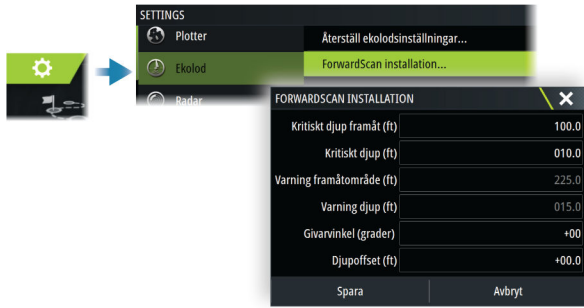 SETTINGS
Plotter
Återställ ekolodsinställningar...
Ekolod
ForwardScan installation...
Radar
FORWARDSCAN INSTALLATION
Kritiskt djup framåt (ft) 100.0
Kritiskt djup (ft) 010.0
Varning framåtområde (ft) 225.0
Varning djup (ft) 015.0
Givarvinkel (grader) +00
Djupoffset (ft) +00.0
Spara Avbryt